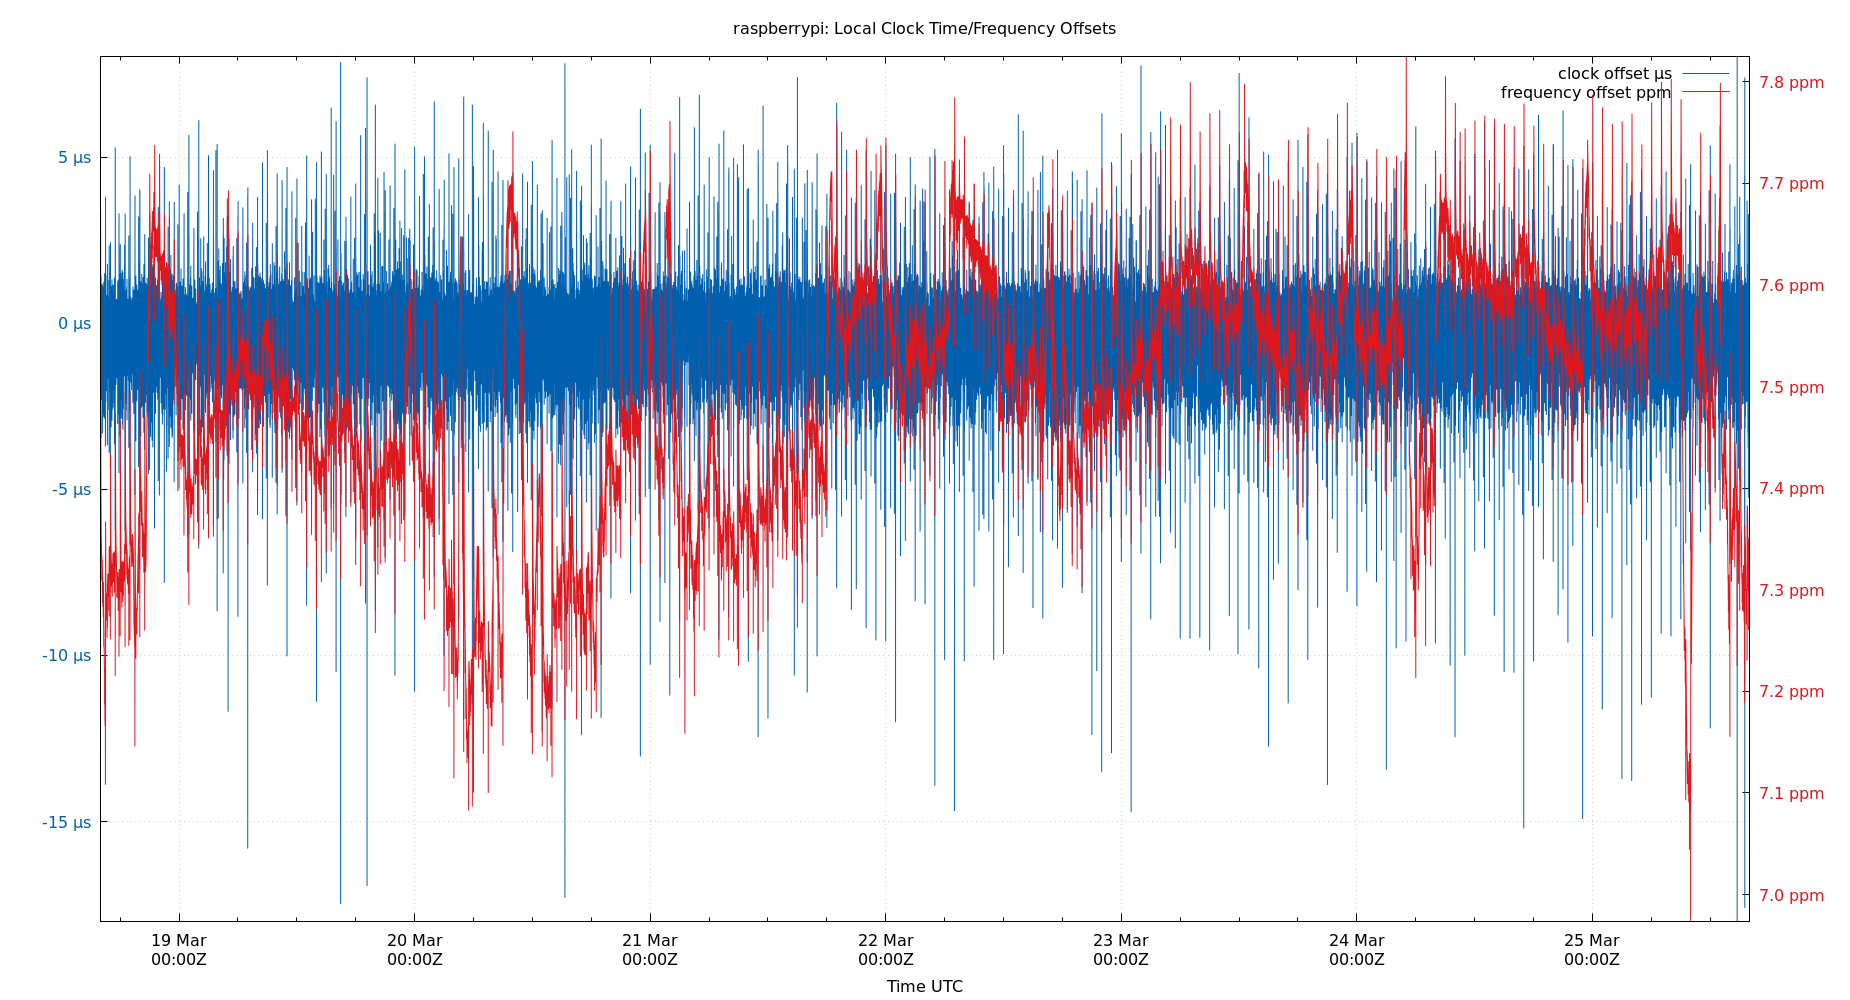 raspberrypi: Local Clock Time/Frequency Offsets
clock offset µs
frequency offset ppm
5 µs
0 µs
-5 µs
-10 µs
-15 µs
7.8 ppm
7.7 ppm
7.6 ppm
7.5 ppm
7.4 ppm
7.3 ppm
7.2 ppm
7.1 ppm
7.0 ppm
19 Mar
00:00Z
20 Mar
00:00Z
21 Mar
00:00Z
22 Mar
00:00Z
23 Mar
00:00Z
24 Mar
00:00Z
25 Mar
00:00Z
Time UTC